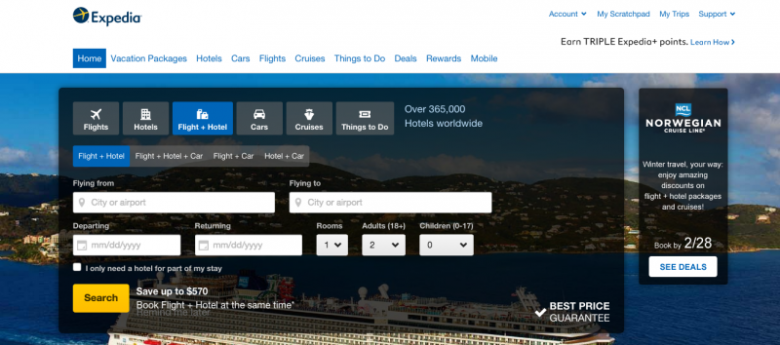 Expedia
Account
My Scratchpad
My Trips
Support
Earn TRIPLE Expedia+ points. Learn How
Home
Vacation Packages
Hotels
Cars
Flights
Cruises
Things to Do
Deals
Rewards
Mobile
Flights
Hotels
Flight + Hotel
Cars
Cruises
Things to Do
Over 365,000
Hotels worldwide
Flight + Hotel
Flight + Hotel + Car
Flight + Car
Hotel + Car
Flying from
Flying to
City or airport
City or airport
Departing
Returning
Rooms
Adults (18+)
Children (0-17)
mm/dd/yyyy
mm/dd/yyyy
1
2
0
I only need a hotel for part of my stay
Search
Save up to $570
Book Flight + Hotel at the same time*
Remind me later
BEST PRICE
GUARANTEE
NCL
NORWEGIAN
CRUISE LINE®
Winter travel, your way:
enjoy amazing
discounts on
flight + hotel packages
and cruises!
Book by 2/28
SEE DEALS